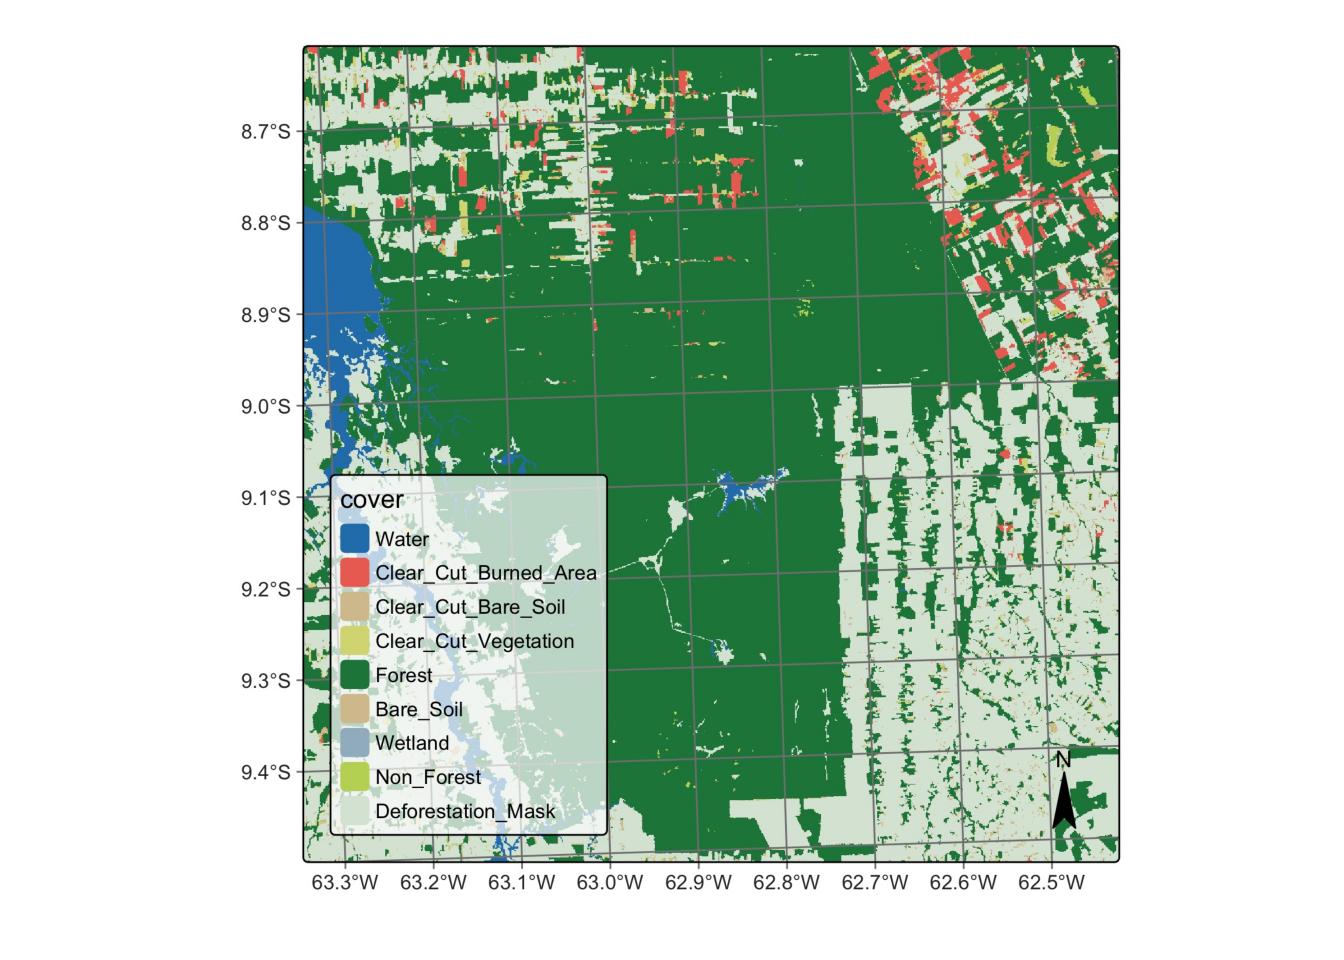 8.7°S
8.8°S
8.9°S
9.0°S
9.1°S
9.2°S
9.3°S
9.4°S
cover
Water
Clear_Cut_Burned_Area
Clear_Cut_Bare_Soil
Clear_Cut_Vegetation
Forest
Bare_Soil
Wetland
Non_Forest
Deforestation_Mask
N
63.3°W 63.2°W 63.1°W 63.0°W 62.9°W 62.8°W 62.7°W 62.6°W 62.5°W